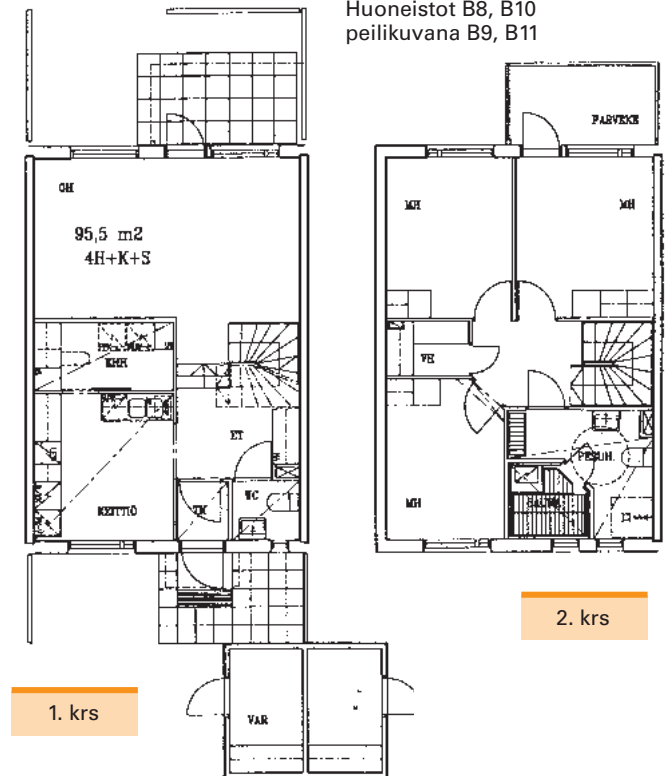 Huoneistot B8, B10
peilikuvana B9, B11
PARVEKE
OH
95,5 m2
4H+K+S
MH
MH
KHH
VH
ET
PESUH.
KEITTIÖ
TK
WC
MH
SAUNA
2. krs
1. krs
VAR